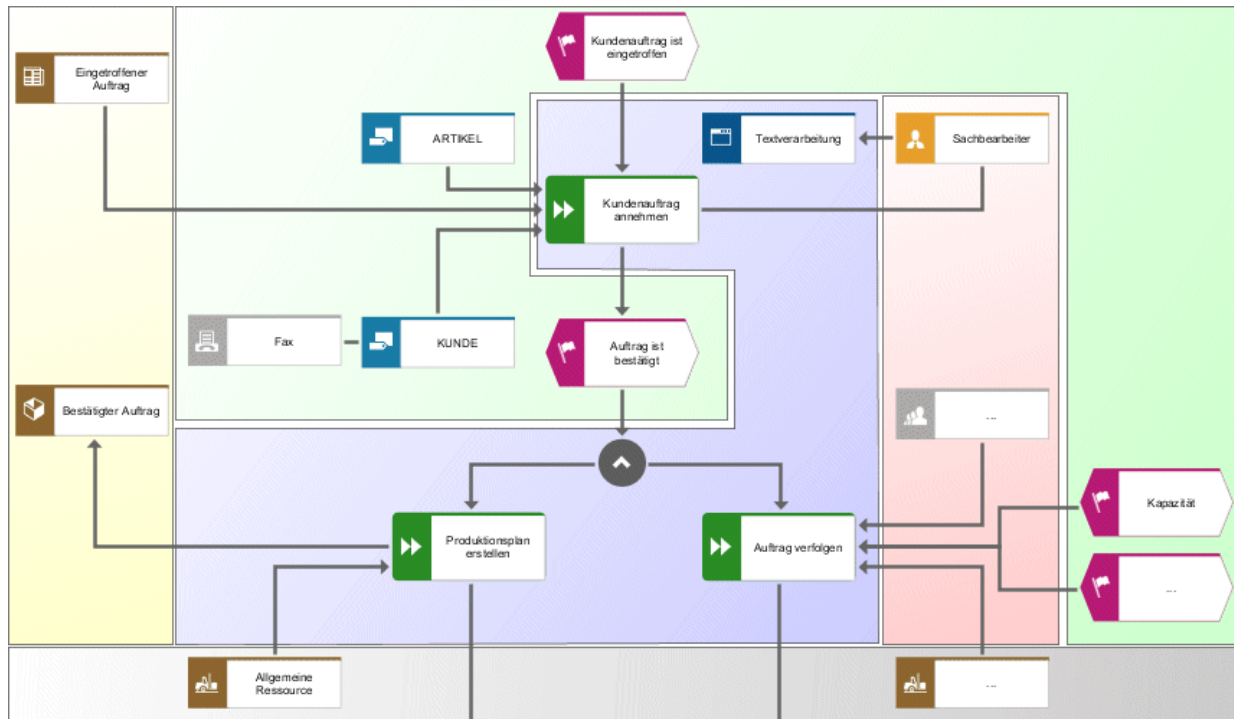 Kundenauftrag ist
eingetroffen
Eingetroffener
Auftrag
ARTIKEL
Textverarbeitung
Sachbearbeiter
Kundenauftrag
annehmen
Fax
KUNDE
Auftrag ist
bestätigt
Bestätigter Auftrag
...
Kapazität
Produktionsplan
erstellen
Auftrag verfolgen
...
Allgemeine
Ressource
...